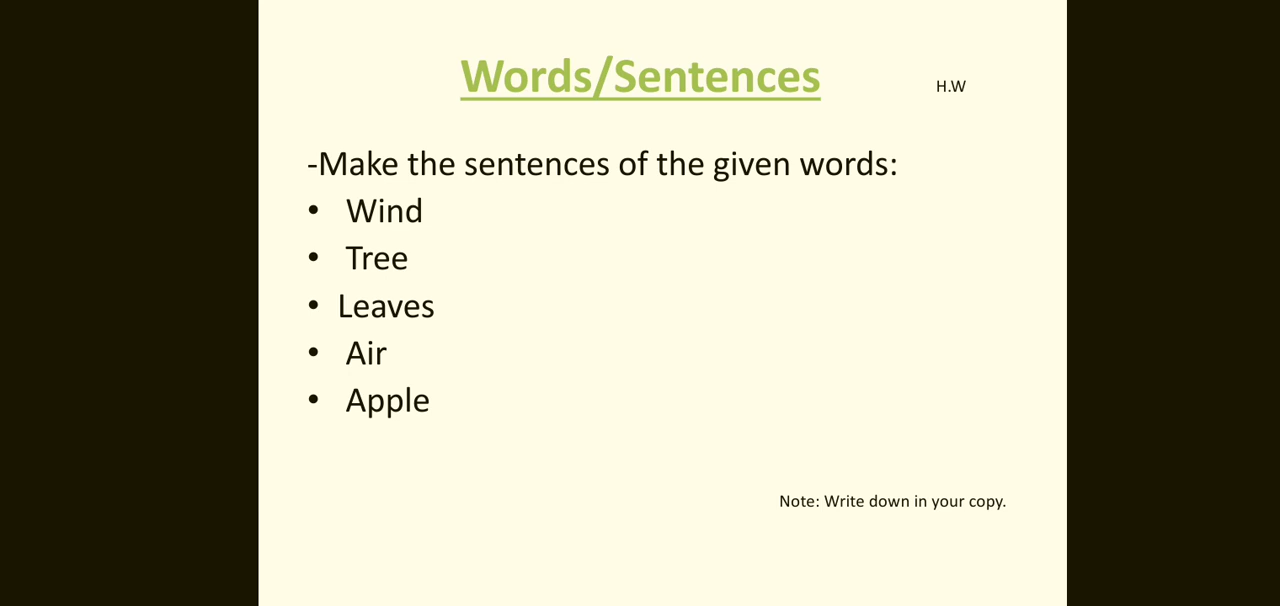 Words/Sentences
H.W
-Make the sentences of the given words:
• Wind
• Tree
• Leaves
• Air
• Apple
Note: Write down in your copy.